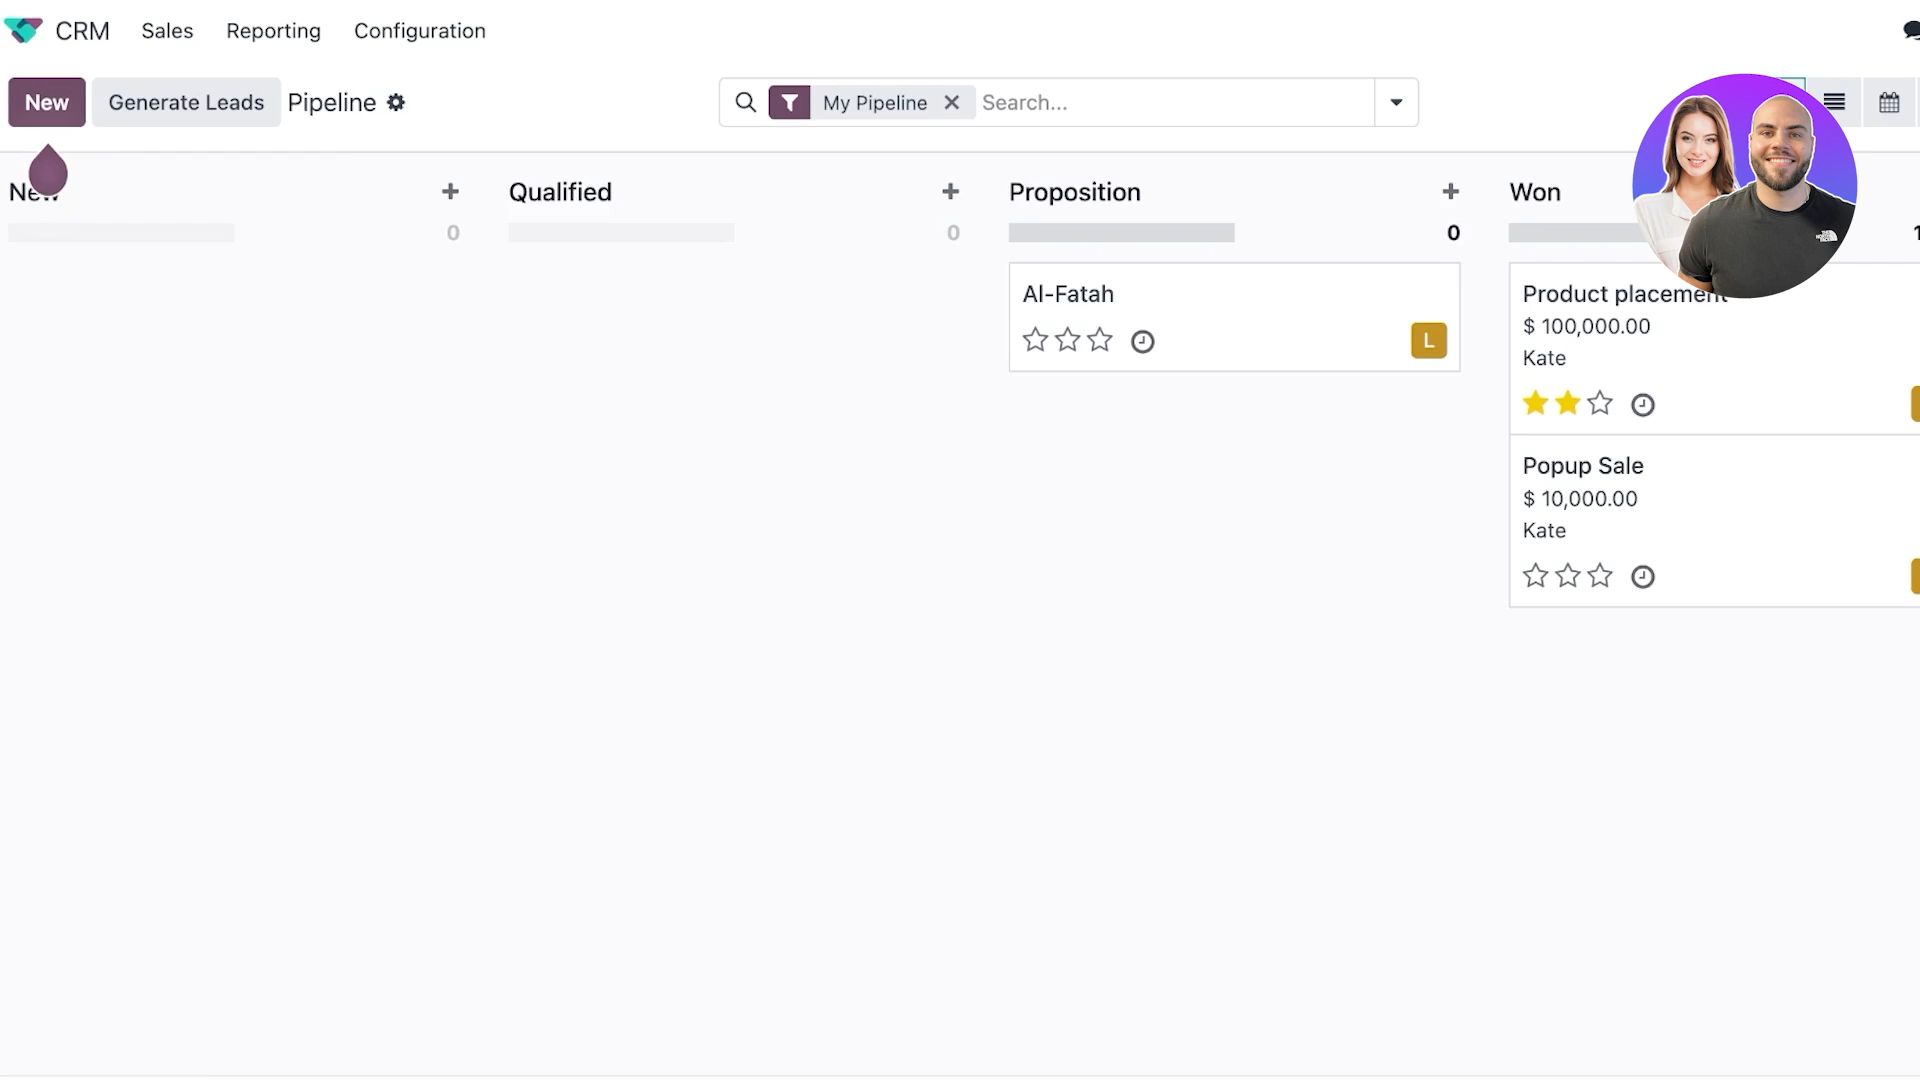 CRM Sales Reporting Configuration
New Generate Leads Pipeline My Pipeline Search...
New 0
Qualified 0
Proposition 0
Al-Fatah
L
Won
Product placement
$ 100,000.00
Kate
Popup Sale
$ 10,000.00
Kate